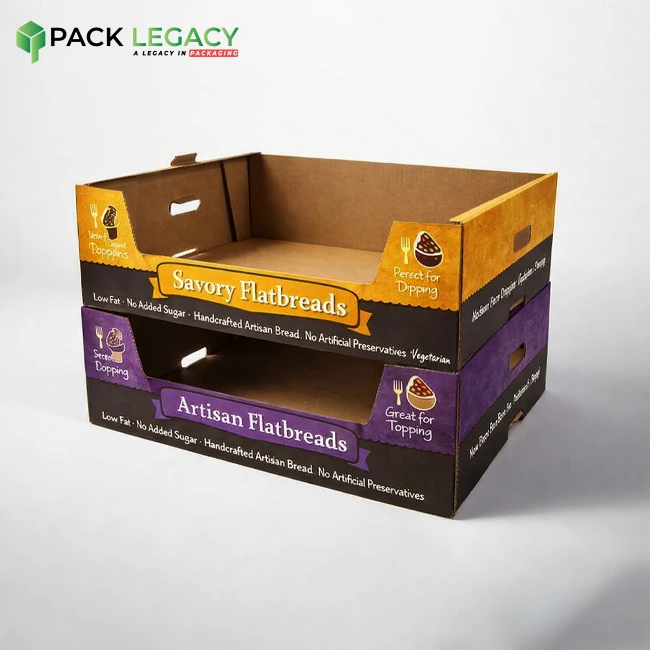 PACK LEGACY
A LEGACY IN PACKAGING
Poppans
Perect for
Dipping
Savory Flatbreads
Low Fat · No Added Sugar · Handcrafted Artisan Bread. No Artificial Preservatives ·Vegetarian
Dopping
Artisan Flatbreads
Great for
Topping
Low Fat · No Added Sugar · Handcrafted Artisan Bread. No Artificial Preservatives